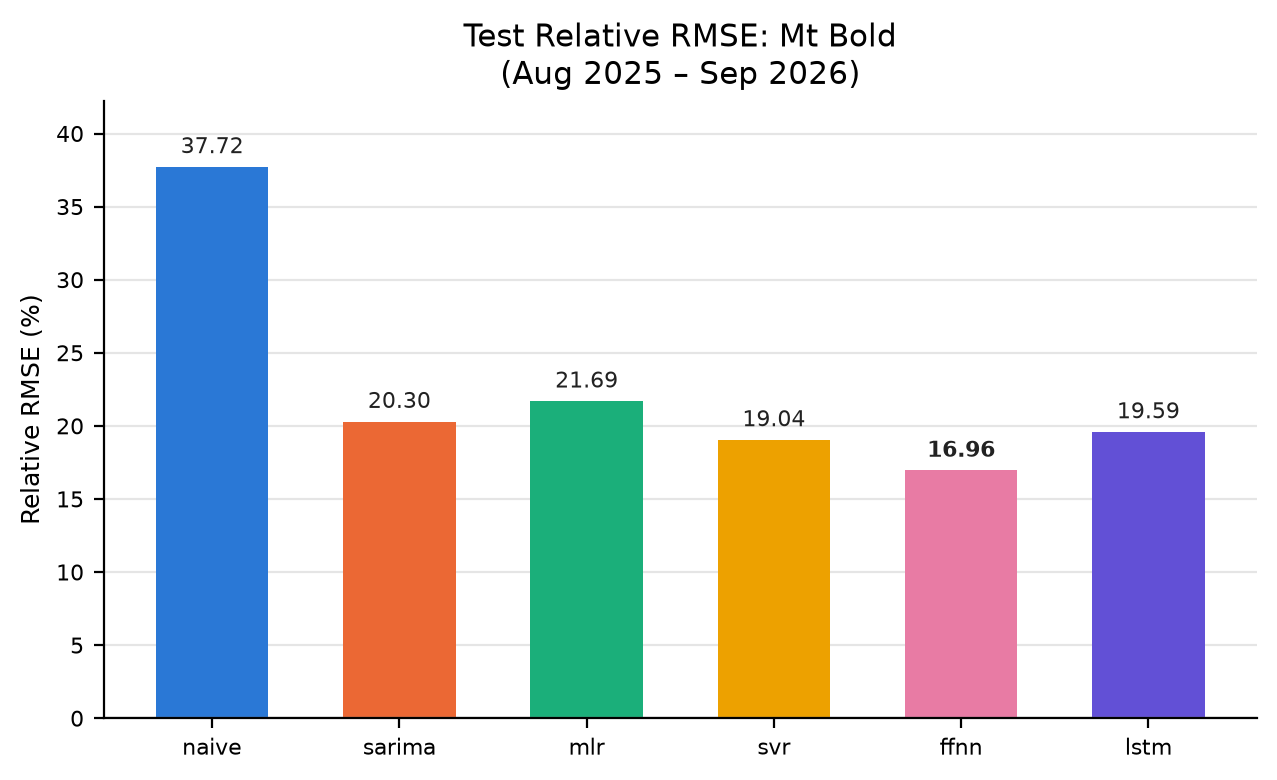 Test Relative RMSE: Mt Bold
(Aug 2025 – Sep 2026)
Relative RMSE (%)
40
35
30
25
20
15
10
5
0
37.72
20.30
21.69
19.04
16.96
19.59
naive
sarima
mlr
svr
ffnn
lstm